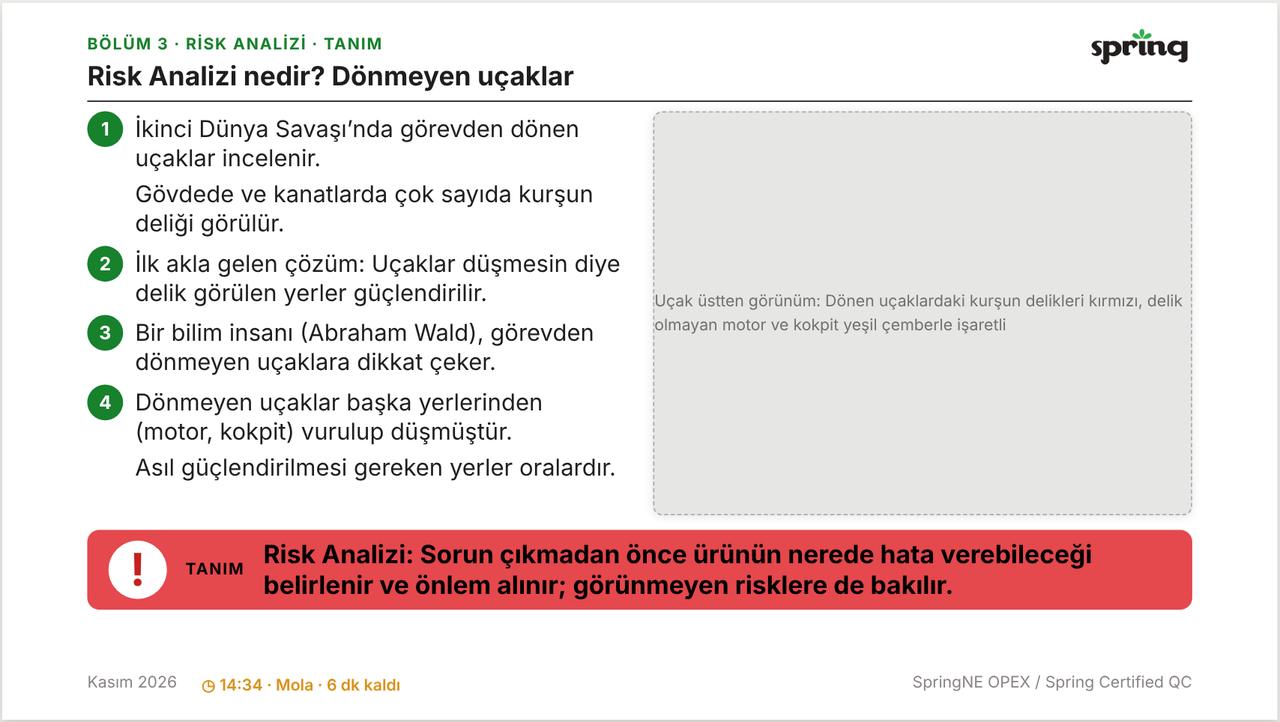 BÖLÜM 3 · RİSK ANALİZİ · TANIM
spring
Risk Analizi nedir? Dönmeyen uçaklar
1 İkinci Dünya Savaşı’nda görevden dönen
uçaklar incelenir.
Gövdede ve kanatlarda çok sayıda kurşun
deliği görülür.
2 İlk akla gelen çözüm: Uçaklar düşmesin diye
delik görülen yerler güçlendirilir.
3 Bir bilim insanı (Abraham Wald), görevden
dönmeyen uçaklara dikkat çeker.
4 Dönmeyen uçaklar başka yerlerinden
(motor, kokpit) vurulup düşmüştür.
Asıl güçlendirilmesi gereken yerler oralardır.
Uçak üstten görünüm: Dönen uçaklardaki kurşun delikleri kırmızı, delik
olmayan motor ve kokpit yeşil çemberle işaretli
! TANIM
Risk Analizi: Sorun çıkmadan önce ürünün nerede hata verebileceği
belirlenir ve önlem alınır; görünmeyen risklere de bakılır.
Kasım 2026
14:34 · Mola · 6 dk kaldı
SpringNE OPEX / Spring Certified QC